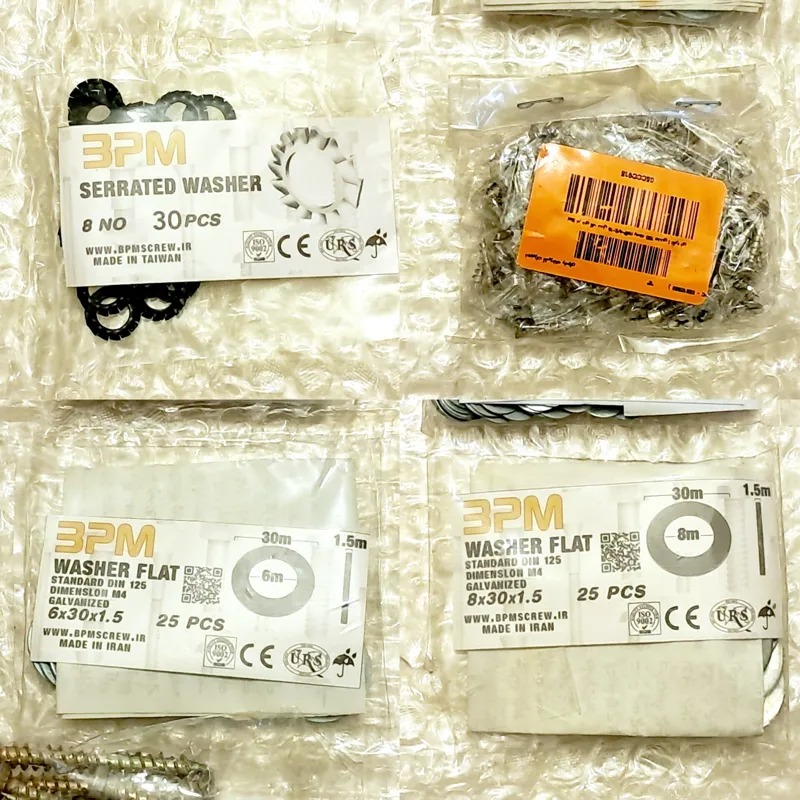 BPM
SERRATED WASHER
8 NO 30 PCS
WWW.BPMSCREW.IR
MADE IN TAIWAN
ISO
9002
CE
URS
BPM
WASHER FLAT
STANDARD DIN 125
DIMENSLON M4
GALVANIZED
6x30x1.5
25 PCS
WWW.BPMSCREW.IR
MADE IN IRAN
30m
1.5m
6m
ISO
9002
CE
URS
BPM
WASHER FLAT
STANDARD DIN 125
DIMENSLON M4
GALVANIZED
8x30x1.5
25 PCS
WWW.BPMSCREW.IR
MADE IN IRAN
30m
1.5m
8m
ISO
9002
CE
URS